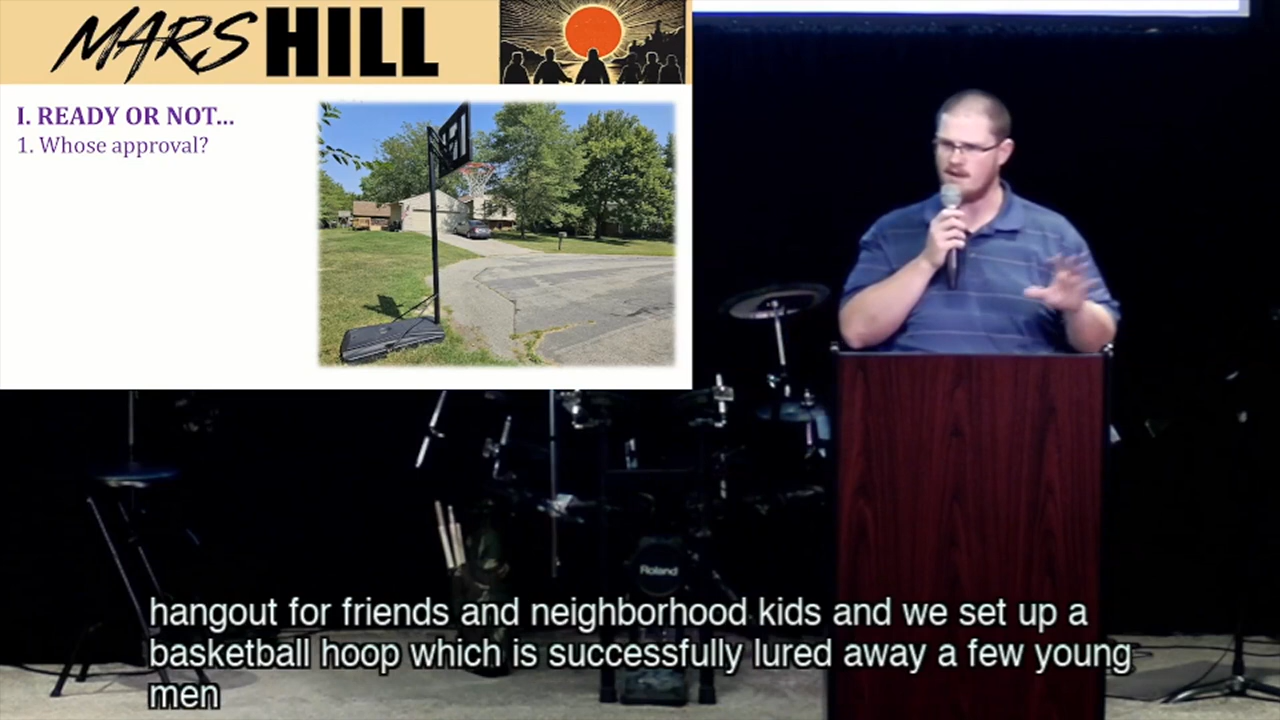 MARS HILL
I. READY OR NOT...
1. Whose approval?
Roland
hangout for friends and neighborhood kids and we set up a
basketball hoop which is successfully lured away a few young
men